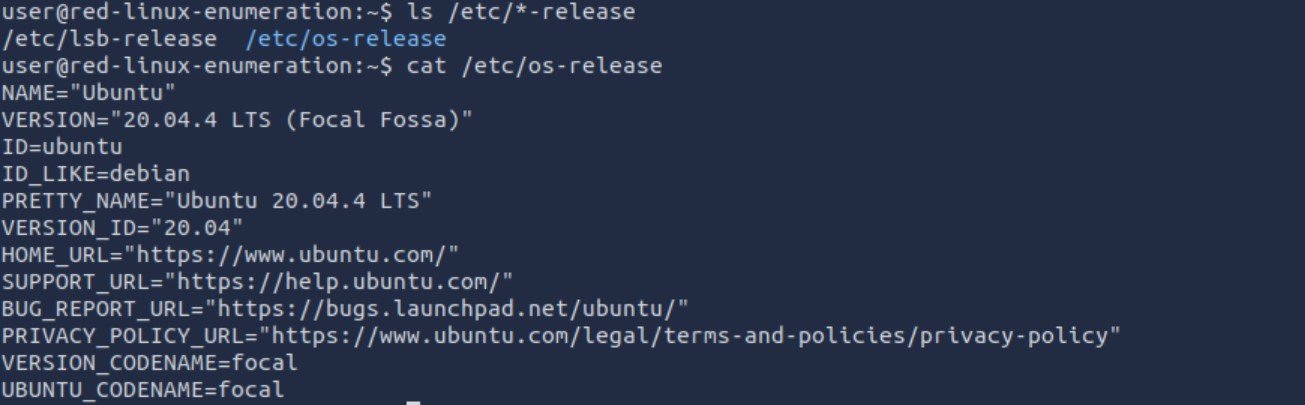 user@red-linux-enumeration:~$ ls /etc/*-release
/etc/lsb-release  /etc/os-release
user@red-linux-enumeration:~$ cat /etc/os-release
NAME="Ubuntu"
VERSION="20.04.4 LTS (Focal Fossa)"
ID=ubuntu
ID_LIKE=debian
PRETTY_NAME="Ubuntu 20.04.4 LTS"
VERSION_ID="20.04"
HOME_URL="https://www.ubuntu.com/"
SUPPORT_URL="https://help.ubuntu.com/"
BUG_REPORT_URL="https://bugs.launchpad.net/ubuntu/"
PRIVACY_POLICY_URL="https://www.ubuntu.com/legal/terms-and-policies/privacy-policy"
VERSION_CODENAME=focal
UBUNTU_CODENAME=focal